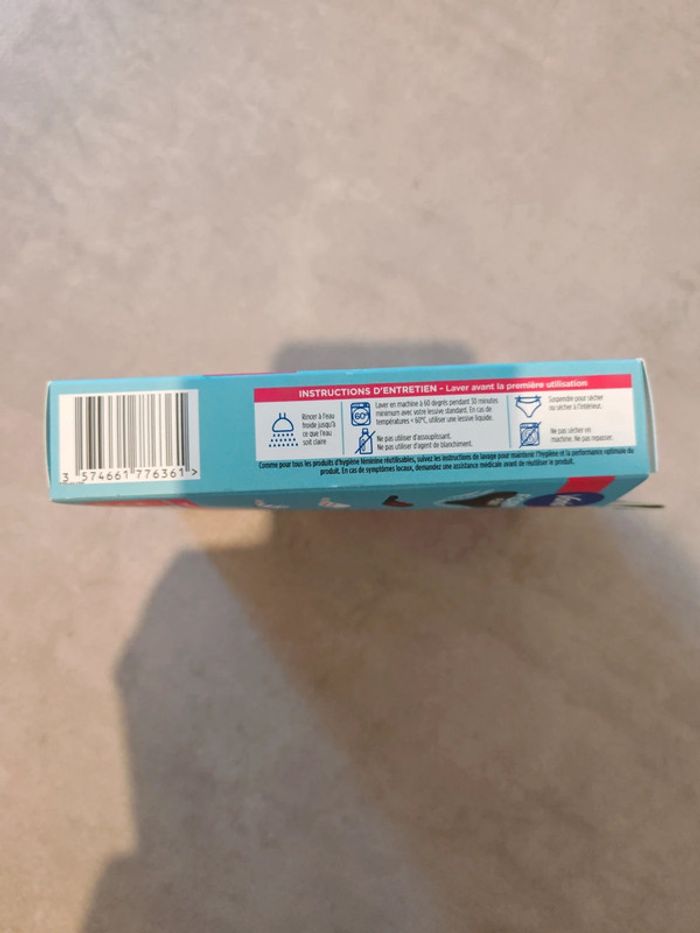 INSTRUCTIONS D'ENTRETIEN - Laver avant la première utilisation
Rincer à l'eau
froide jusqu'à
ce que l'eau
soit claire
60°
Laver en machine à 60 degrés pendant 30 minutes
minimum avec votre lessive standard. En cas de
températures < 60°C, utiliser une lessive liquide.
Ne pas utiliser d'assouplissant.
Ne pas utiliser d'agent de blanchiment.
Suspendre pour sécher
ou sécher à l'intérieur.
Ne pas sécher en
machine. Ne pas repasser.
Comme pour tous les produits d'hygiène féminine réutilisables, suivez les instructions de lavage pour maintenir l'hygiène et la performance optimale du
produit. En cas de symptômes locaux, demandez une assistance médicale avant de réutiliser le produit.
3 574661 776361 >